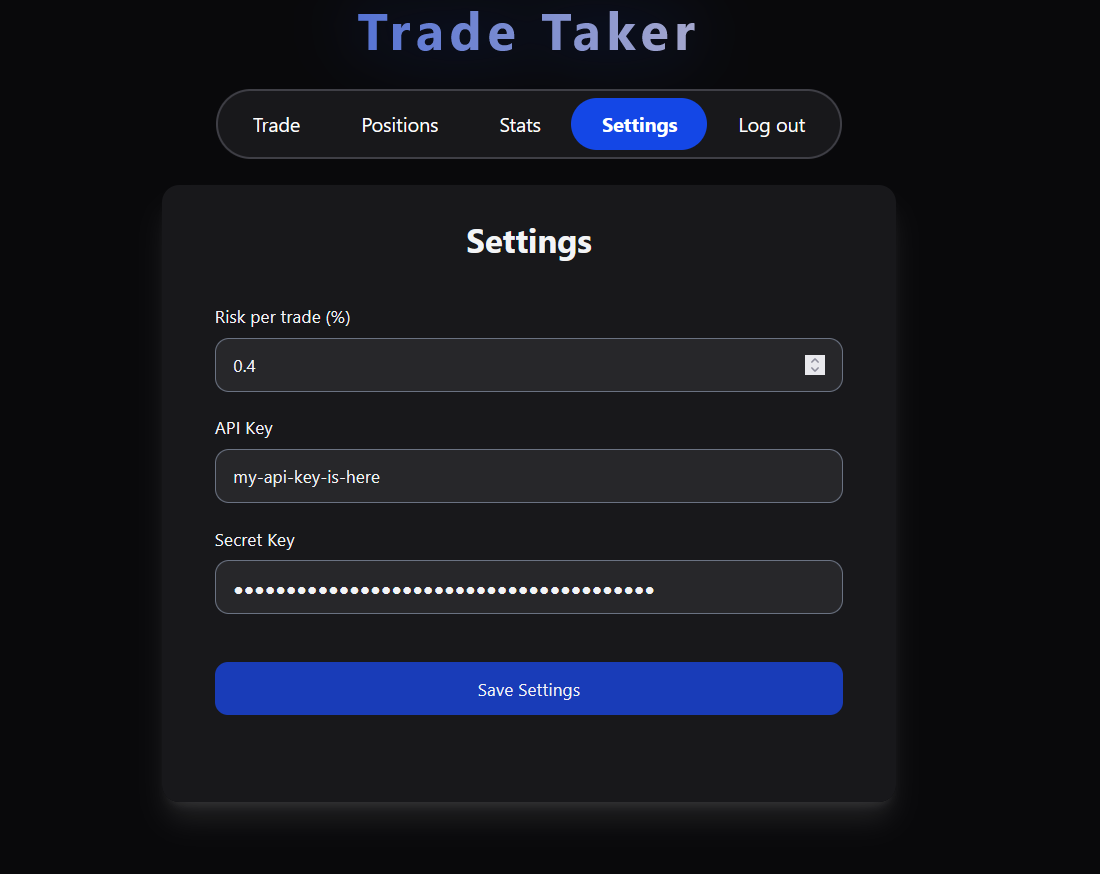 Trade Taker
Trade Positions Stats Settings Log out
Settings
Risk per trade (%)
0.4
API Key
my-api-key-is-here
Secret Key
●●●●●●●●●●●●●●●●●●●●●●●●●●●●●●●●●●●●●●●●
Save Settings